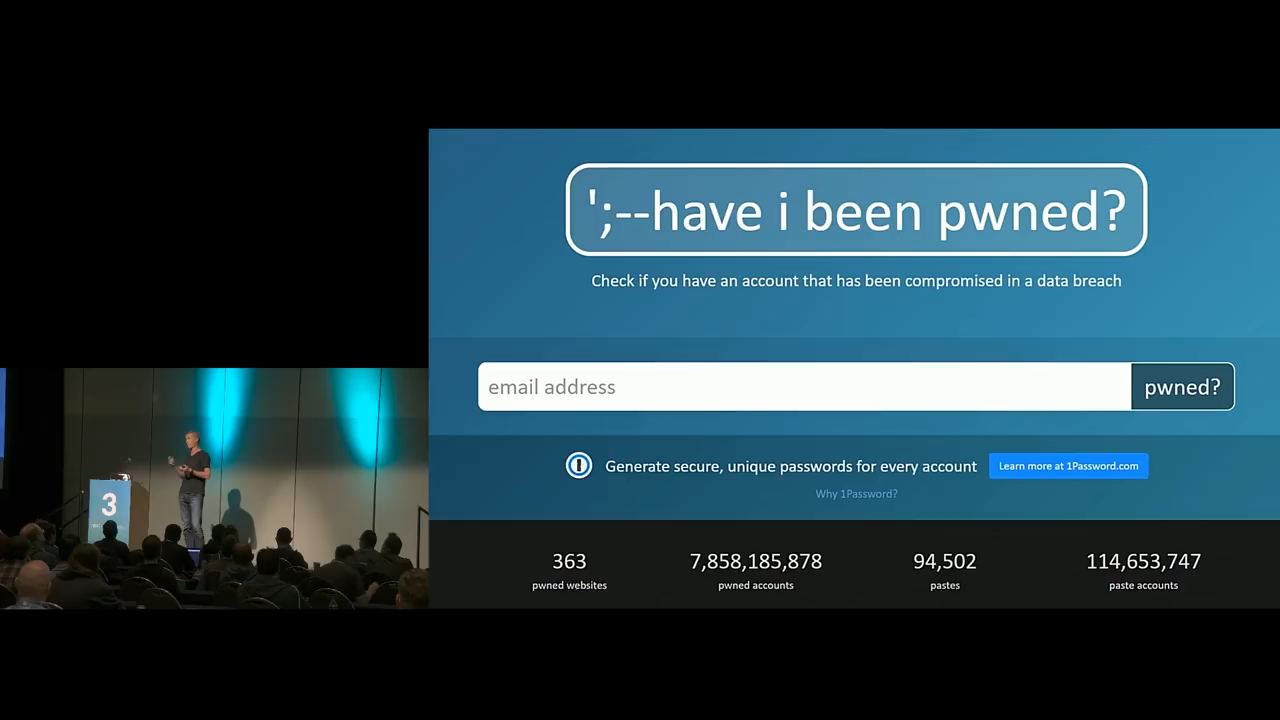 ';--have i been pwned?
Check if you have an account that has been compromised in a data breach
email address
pwned?
Generate secure, unique passwords for every account
Learn more at 1Password.com
Why 1Password?
363
7,858,185,878
94,502
114,653,747
pwned websites
pwned accounts
pastes
paste accounts
3